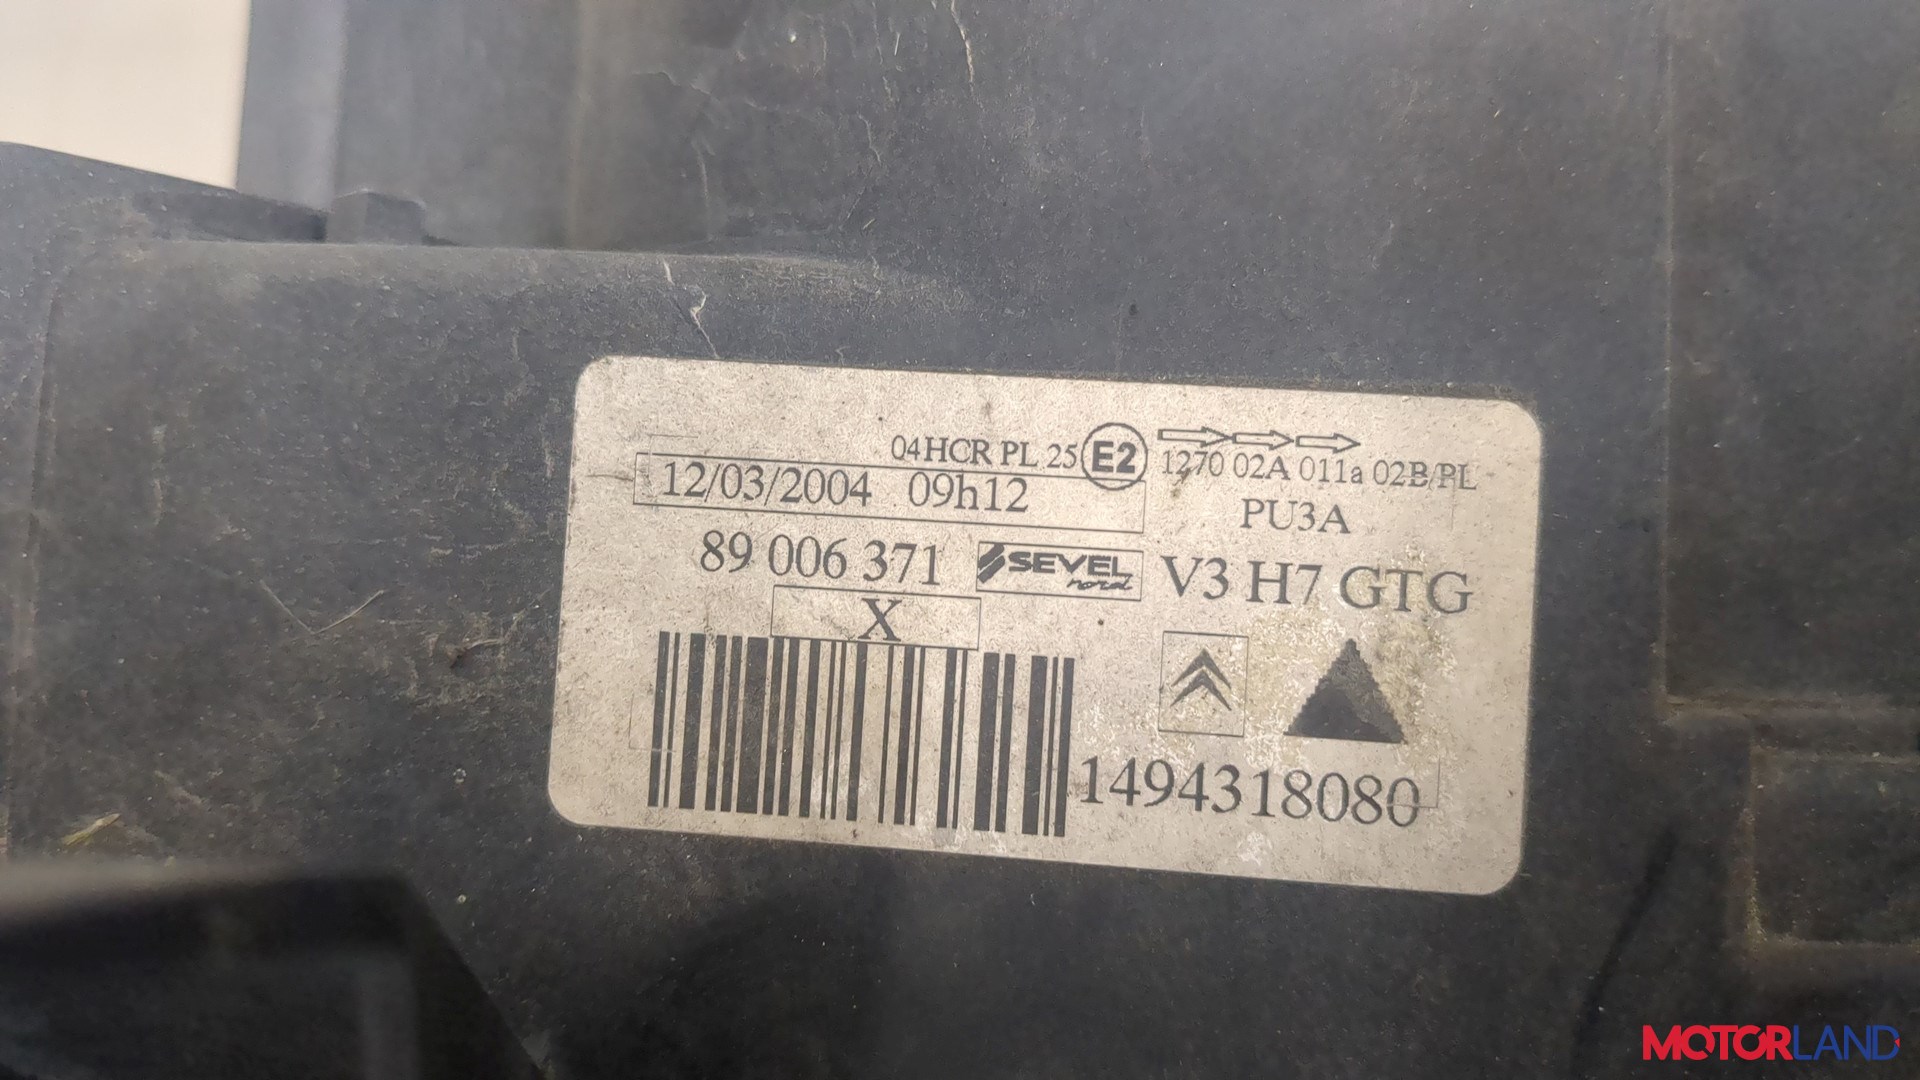 04HCR PL 25 E2 1270 02A 011a 02B/PL
12/03/2004 09h12
PU3A
89 006 371 SEVEL nord V3 H7 GTG
X
1494318080
MOTORLAND